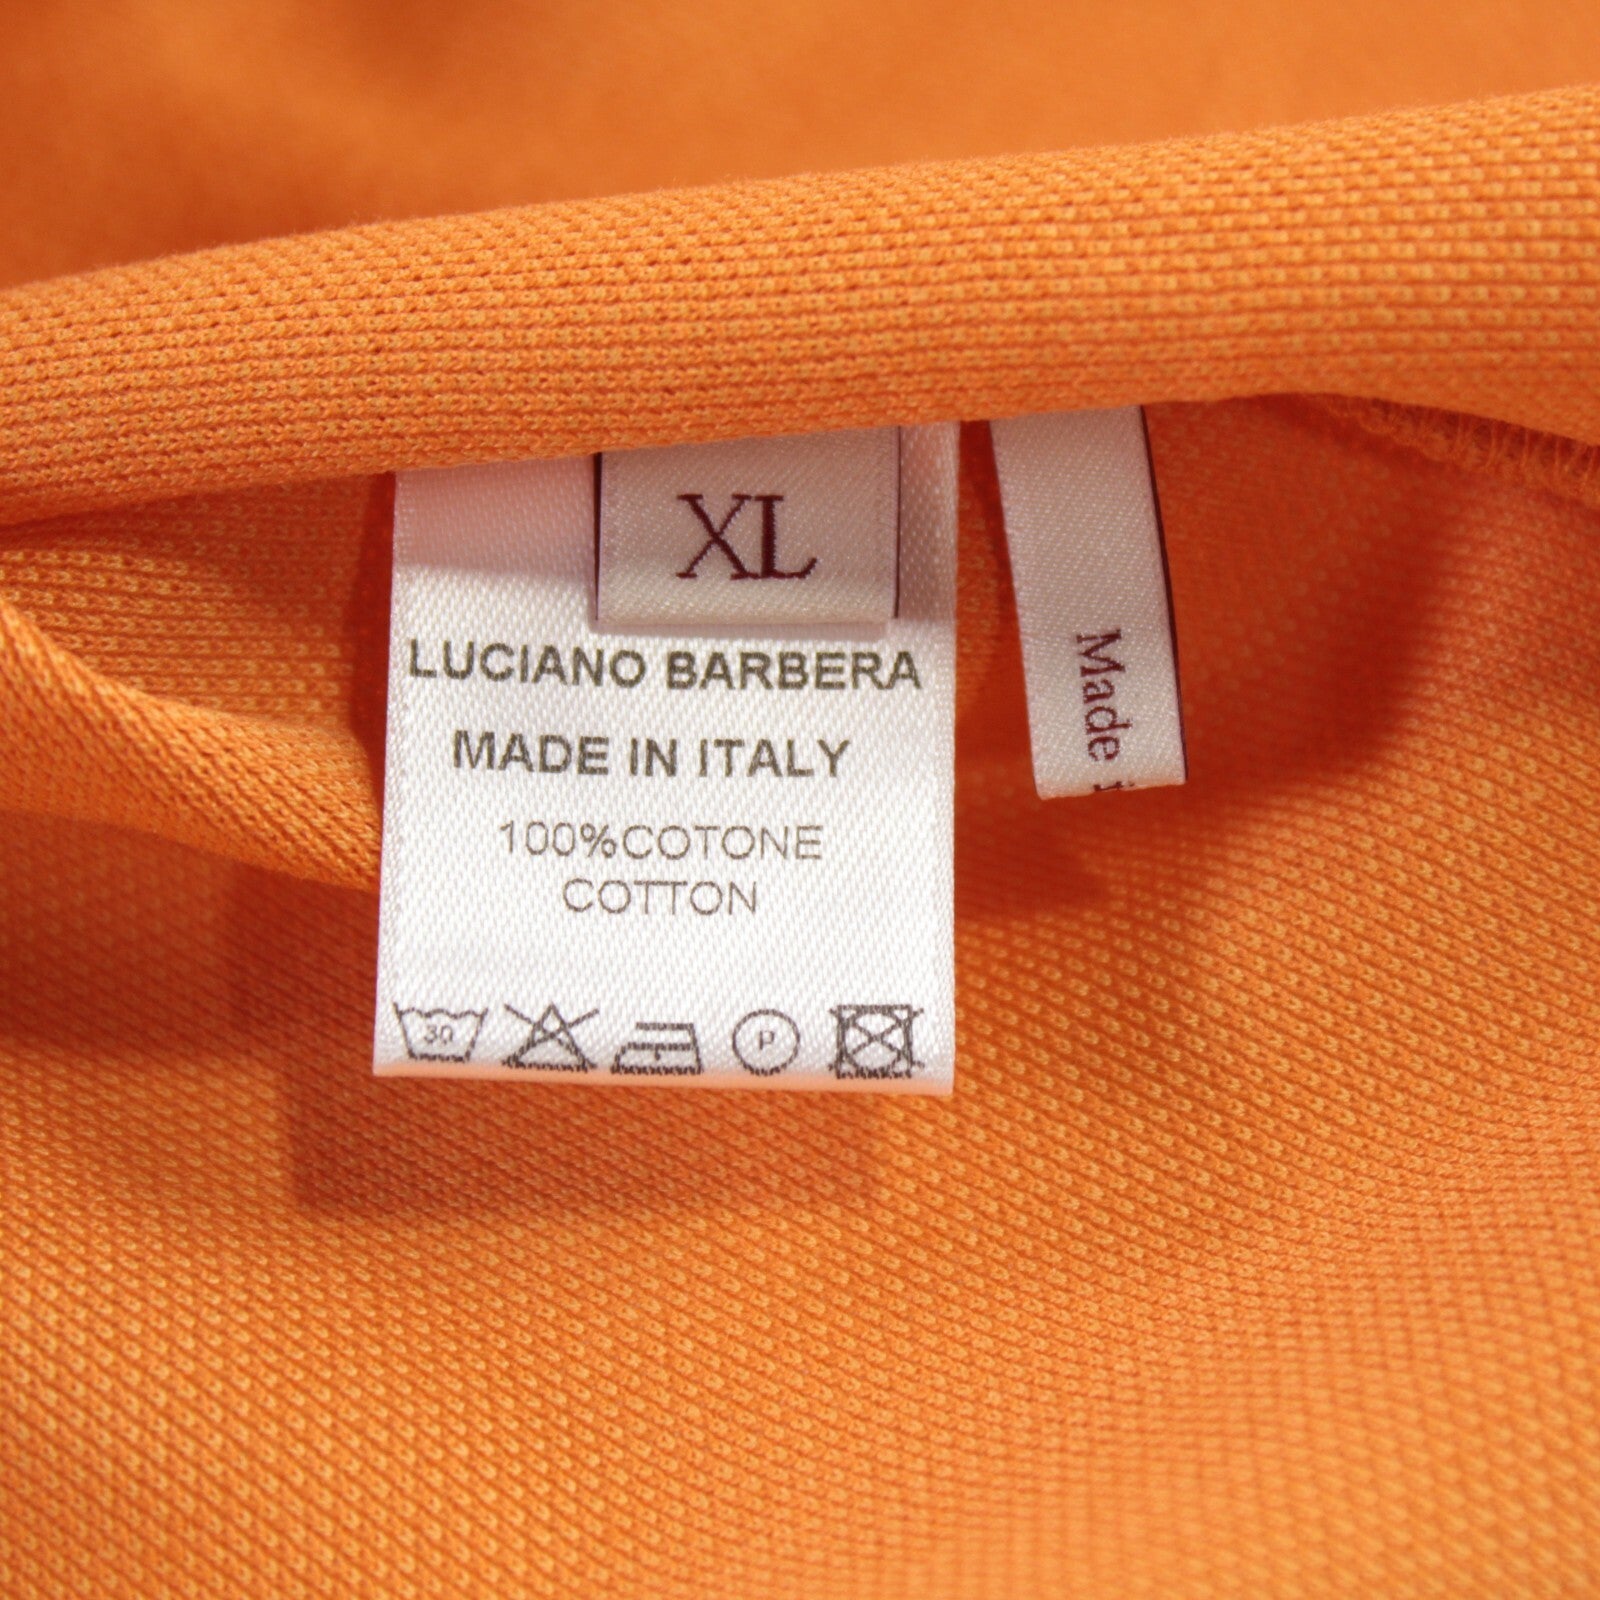 XL
LUCIANO BARBERA
MADE IN ITALY
100%COTONE
COTTON
30
P
Made